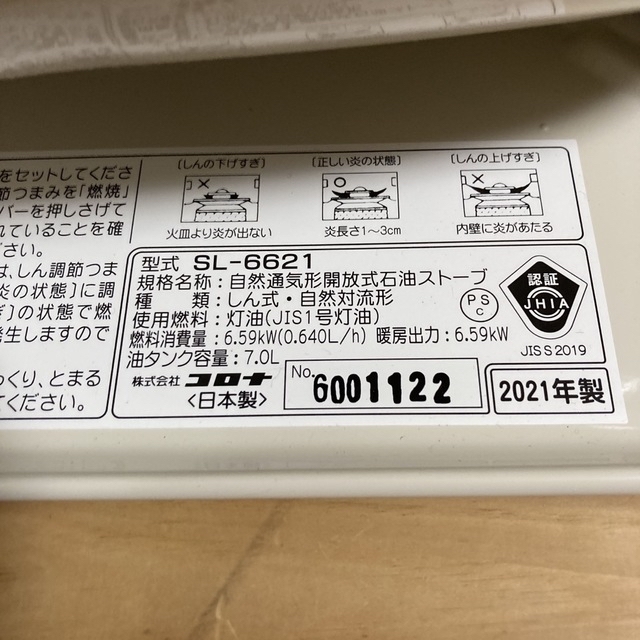 をセットしてくださ
節つまみを「燃焼」
バーを押しさげて
れていることを確
は、しん調節つま
炎の状態〕に調
ぎ〕の状態で燃
発生しますので
っくり、とまる
てください。
〔しんの下げすぎ〕
火皿より炎が出ない
〔正しい炎の状態〕
炎長さ1~3cm
〔しんの上げすぎ〕
内壁に炎があたる
型式 SL-6621
規格名称:自然通気形開放式石油ストーブ
種 類:しん式・自然対流形
使用燃料:灯油(JIS1号灯油)
燃料消費量:6.59kW(0.640L/h) 暖房出力:6.59kW
油タンク容量:7.0L
株式会社 コロナ
<日本製>
No. 6001122
2021年製
PS
C
認証
JHIA
JIS S 2019